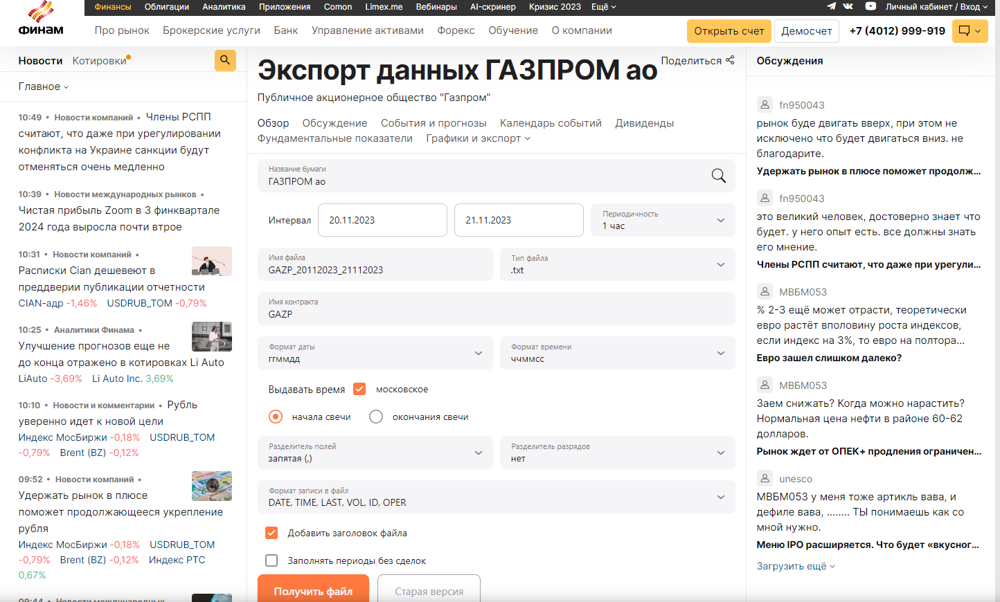 Финансы Облигации Аналитика Приложения Comon Limex.me Вебинары AI-скринер Кризис 2023 Ещё Личный кабинет / Вход
ФИНАМ
Про рынок Брокерские услуги Банк Управление активами Форекс Обучение О компании Открыть счет Демосчет +7 (4012) 999-919
Новости Котировки
Главное
10:49 • Новости компаний • Члены РСПП
считают, что даже при урегулировании
конфликта на Украине санкции будут
отменяться очень медленно
10:39 • Новости международных рынков •
Чистая прибыль Zoom в 3 финквартале
2024 года выросла почти втрое
10:31 • Новости компаний •
Расписки Cian дешевеют в
преддверии публикации отчетности
CIAN-адр -1,46% USDRUB_TOM -0,79%
10:25 • Аналитики Финама •
Улучшение прогнозов еще не
до конца отражено в котировках Li Auto
LiAuto -3,69% Li Auto Inc. 3,69%
10:10 • Новости и комментарии • Рубль
уверенно идет к новой цели
Индекс МосБиржи -0,18% USDRUB_TOM
-0,79% Brent (BZ) -0,12%
09:52 • Новости компаний •
Удержать рынок в плюсе
поможет продолжающееся укрепление
рубля
Индекс МосБиржи -0,18% USDRUB_TOM
-0,79% Brent (BZ) -0,12% Индекс РТС
0,67%
09:44 • Новости международных
Экспорт данных ГАЗПРОМ ао
Поделиться
Публичное акционерное общество "Газпром"
Обзор Обсуждение События и прогнозы Календарь событий Дивиденды
Фундаментальные показатели Графики и экспорт
Название бумаги
ГАЗПРОМ ао
Интервал 20.11.2023 21.11.2023
Периодичность
1 час
Имя файла
GAZP_20112023_21112023
Тип файла
.txt
Имя контракта
GAZP
Формат даты
ггммдд
Формат времени
ччммсс
Выдавать время московское
начала свечи окончания свечи
Разделитель полей
запятая (,)
Разделитель разрядов
нет
Формат записи в файл
DATE, TIME, LAST, VOL, ID, OPER
Добавить заголовок файла
Заполнять периоды без сделок
Получить файл Старая версия
Обсуждения
fn950043
рынок буде двигать вверх, при этом не
исключено что будет двигаться вниз. не
благодарите.
Удержать рынок в плюсе поможет продолж...
fn950043
это великий человек, достоверно знает что
будет. у него опыт есть. все должны знать
его мнение.
Члены РСПП считают, что даже при урегули...
МВБМ053
% 2-3 ещё может отрасти, теоретически
евро растёт вполовину роста индексов,
если индекс на 3%, то евро на полтора...
Евро зашел слишком далеко?
МВБМ053
Заем снижать? Когда можно нарастить?
Нормальная цена нефти в районе 60-62
долларов.
Рынок ждет от ОПЕК+ продления ограничен...
unesco
МВБМ053 у меня тоже артикль вава, и
дефиле вава, ........ ТЫ понимаешь как со
мной нужно.
Меню IPO расширяется. Что будет «вкусног...
Загрузить ещё